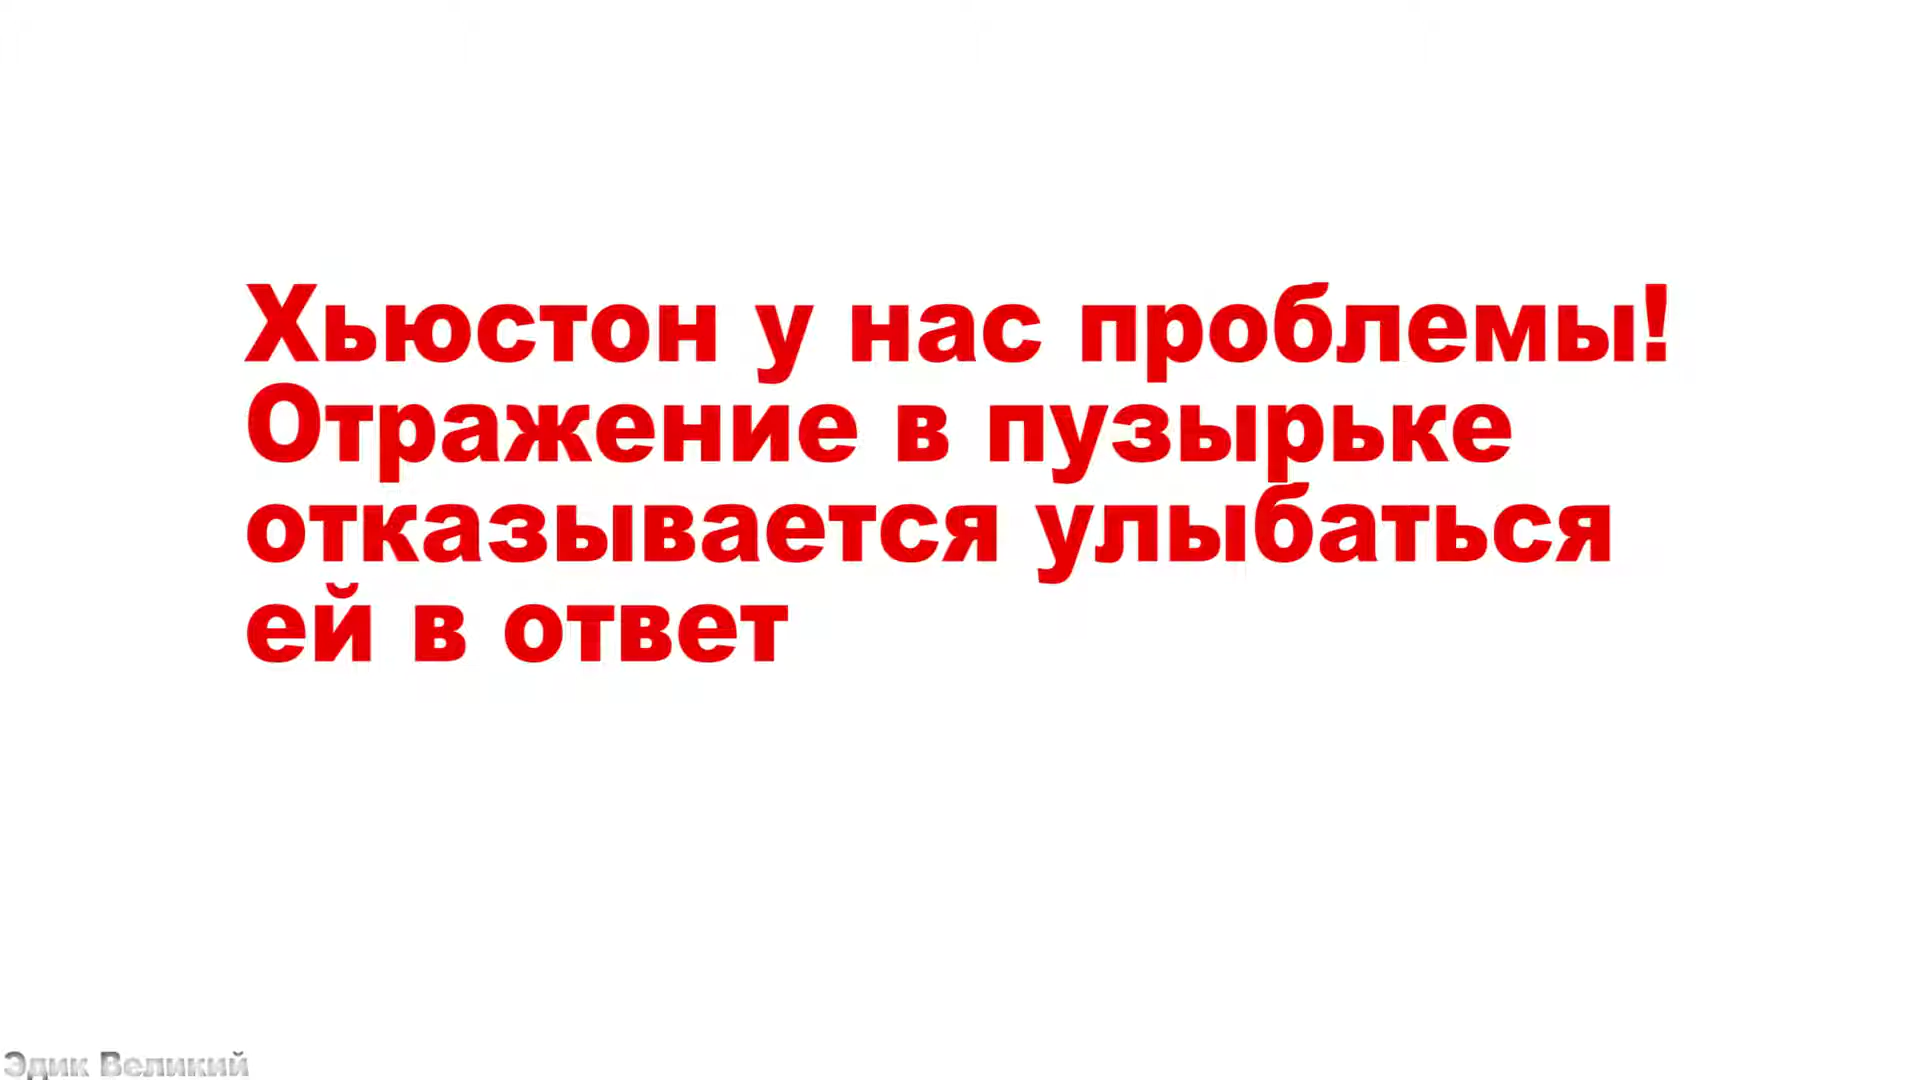 Хьюстон у нас проблемы!
Отражение в пузырьке
отказывается улыбаться
ей в ответ
Эдик Великий